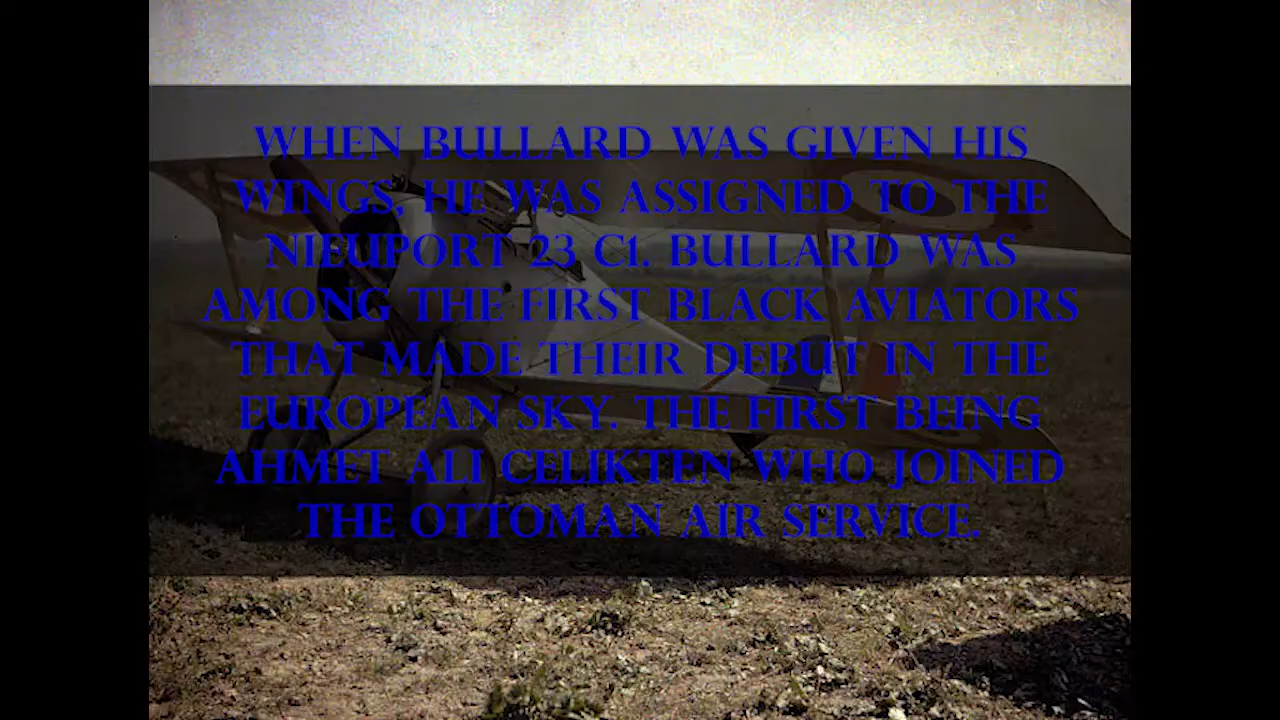 WHEN BULLARD WAS GIVEN HIS
WINGS, HE WAS ASSIGNED TO THE
NIEUPORT 23 C1. BULLARD WAS
AMONG THE FIRST BLACK AVIATORS
THAT MADE THEIR DEBUT IN THE
EUROPEAN SKY. THE FIRST BEING
AHMET ALI CELIKTEN WHO JOINED
THE OTTOMAN AIR SERVICE.